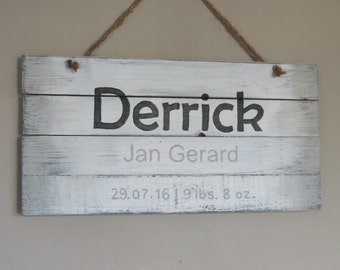 Derrick
Jan Gerard
29.07.16 | 9 lbs. 8 oz.